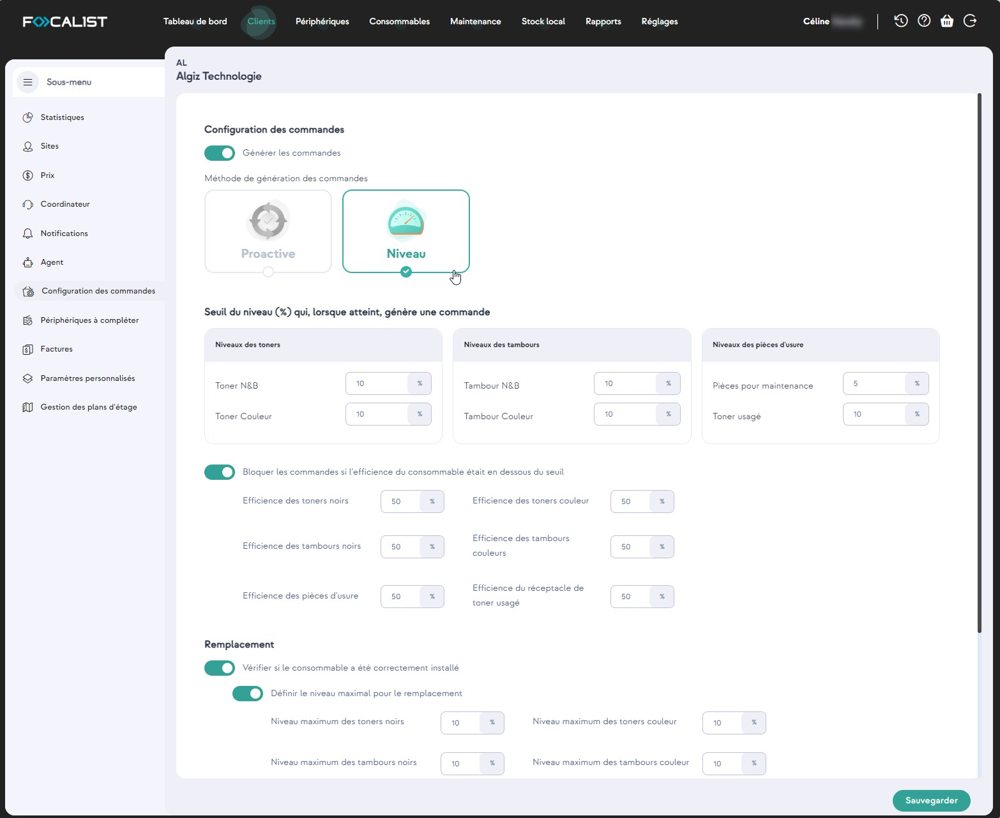 FOCALIST
Tableau de bord
Clients
Périphériques
Consommables
Maintenance
Stock local
Rapports
Réglages
Céline
Sous-menu
Statistiques
Sites
Prix
Coordinateur
Notifications
Agent
Configuration des commandes
Périphériques à compléter
Factures
Paramètres personnalisés
Gestion des plans d'étage
AL
Algiz Technologie
Configuration des commandes
Générer les commandes
Méthode de génération des commandes
Proactive
Niveau
Seuil du niveau (%) qui, lorsque atteint, génère une commande
Niveaux des toners
Toner N&B 10 %
Toner Couleur 10 %
Niveaux des tambours
Tambour N&B 10 %
Tambour Couleur 10 %
Niveaux des pièces d'usure
Pièces pour maintenance 5 %
Toner usagé 10 %
Bloquer les commandes si l'efficience du consommable était en dessous du seuil
Efficience des toners noirs 50 %
Efficience des toners couleur 50 %
Efficience des tambours noirs 50 %
Efficience des tambours
couleurs 50 %
Efficience des pièces d'usure 50 %
Efficience du réceptacle de
toner usagé 50 %
Remplacement
Vérifier si le consommable a été correctement installé
Définir le niveau maximal pour le remplacement
Niveau maximum des toners noirs 10 %
Niveau maximum des toners couleur 10 %
Niveau maximum des tambours noirs 10 %
Niveau maximum des tambours couleur 10 %
Sauvegarder